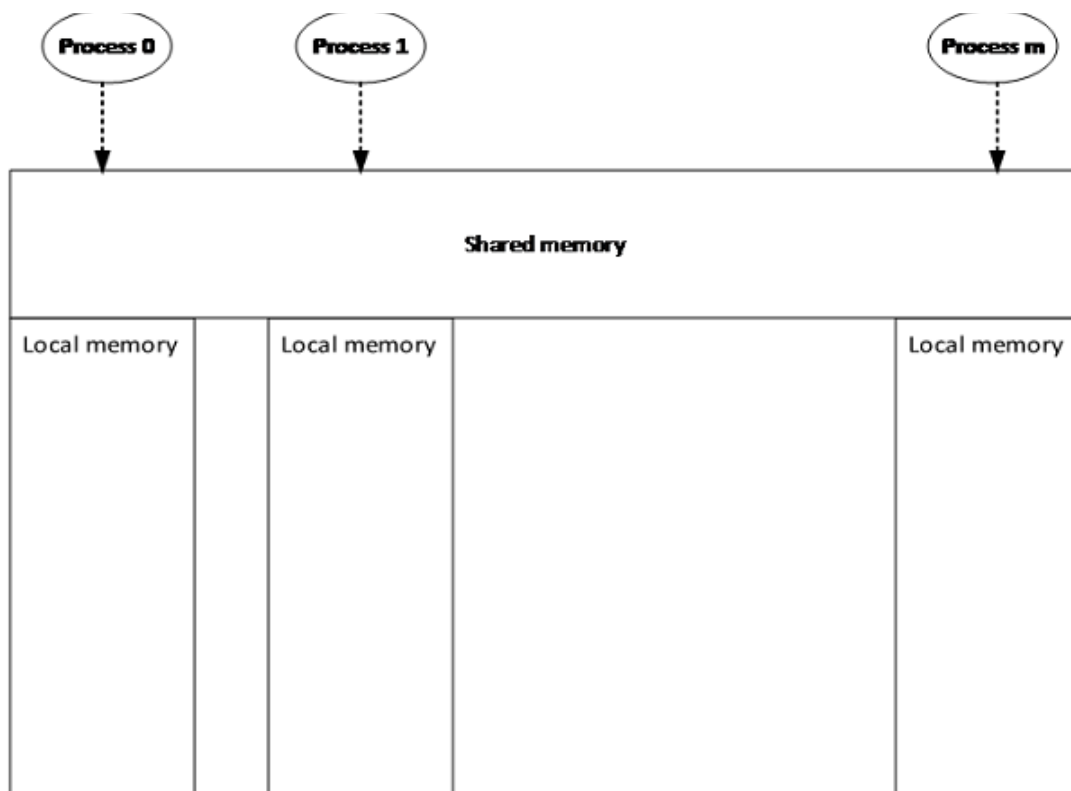 Process 0
Process 1
Process m
Shared memory
Local memory
Local memory
Local memory